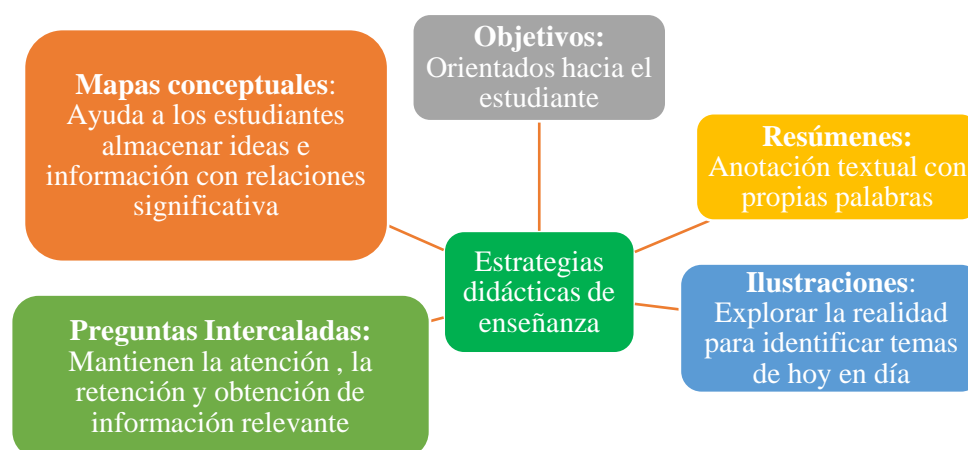 Mapas conceptuales:
Ayuda a los estudiantes
almacenar ideas e
información con relaciones
significativa
Objetivos:
Orientados hacia el
estudiante
Resúmenes:
Anotación textual con
propias palabras
Estrategias
didácticas de
enseñanza
Preguntas Intercaladas:
Mantienen la atención , la
retención y obtención de
información relevante
Ilustraciones:
Explorar la realidad
para identificar temas
de hoy en día